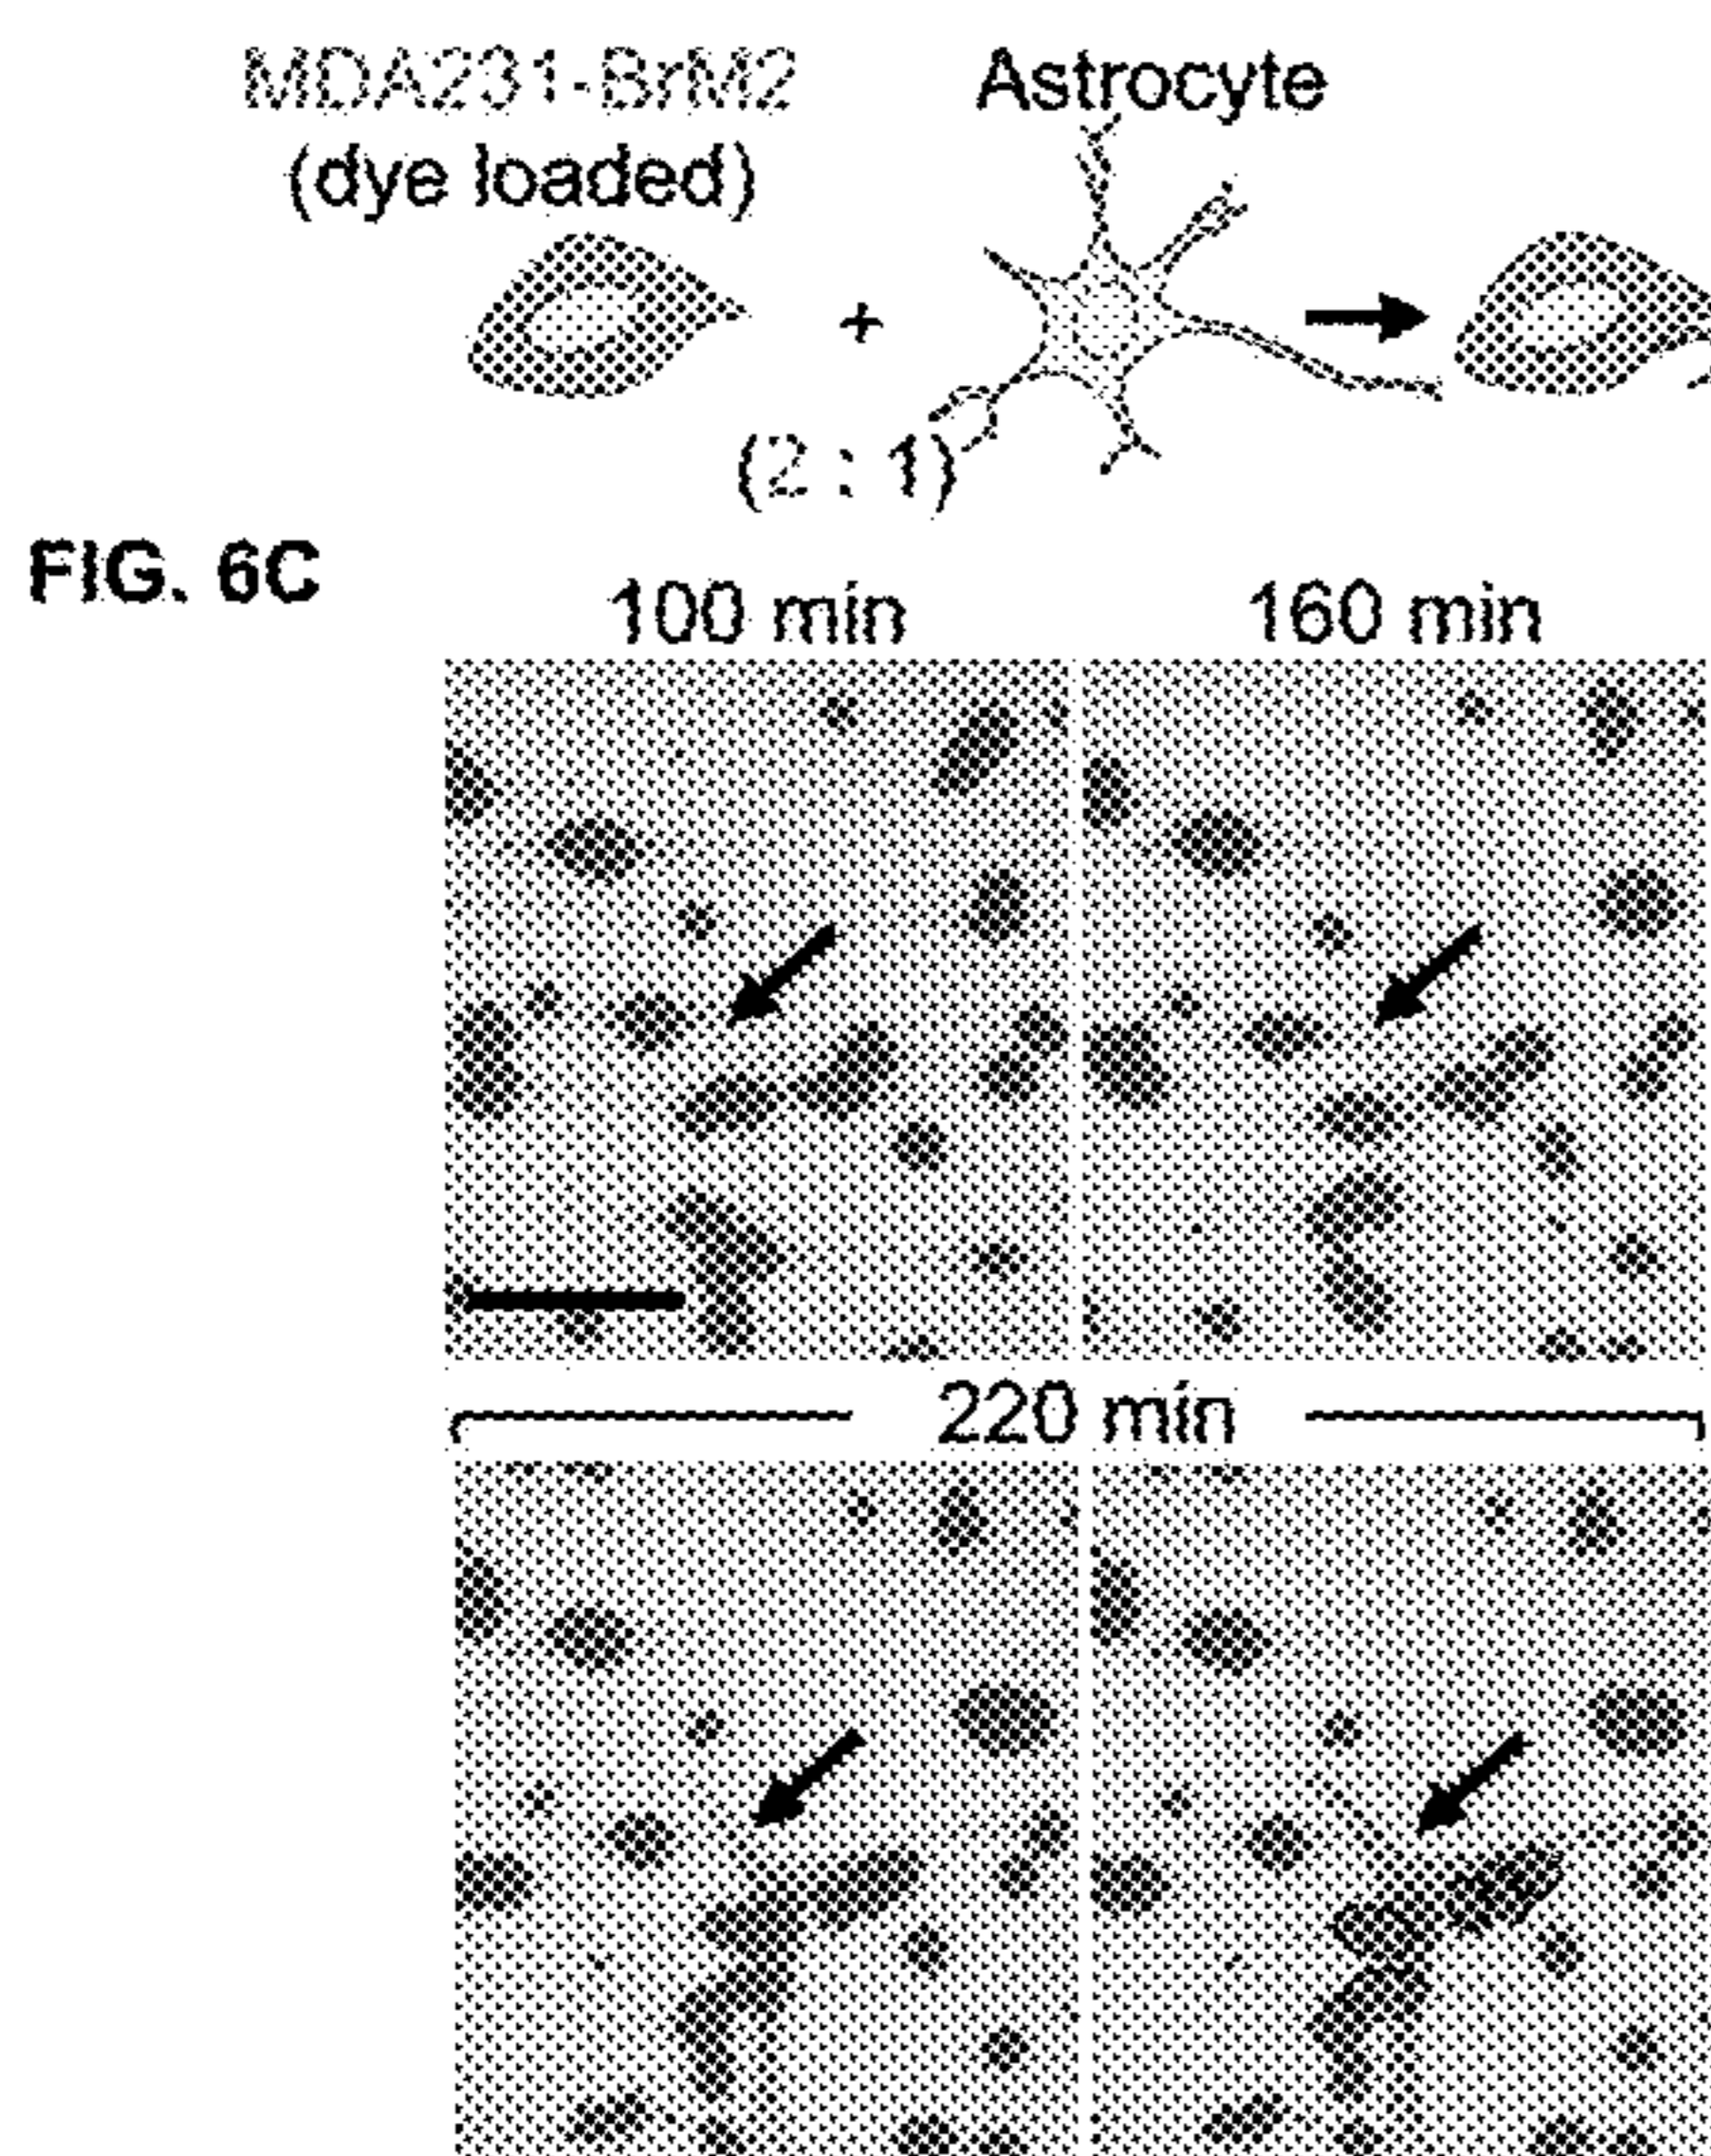 MDA231-BrM2 Astrocyte
(dye loaded)
+
(2 : 1)
FIG. 6C
100 min 160 min
220 min